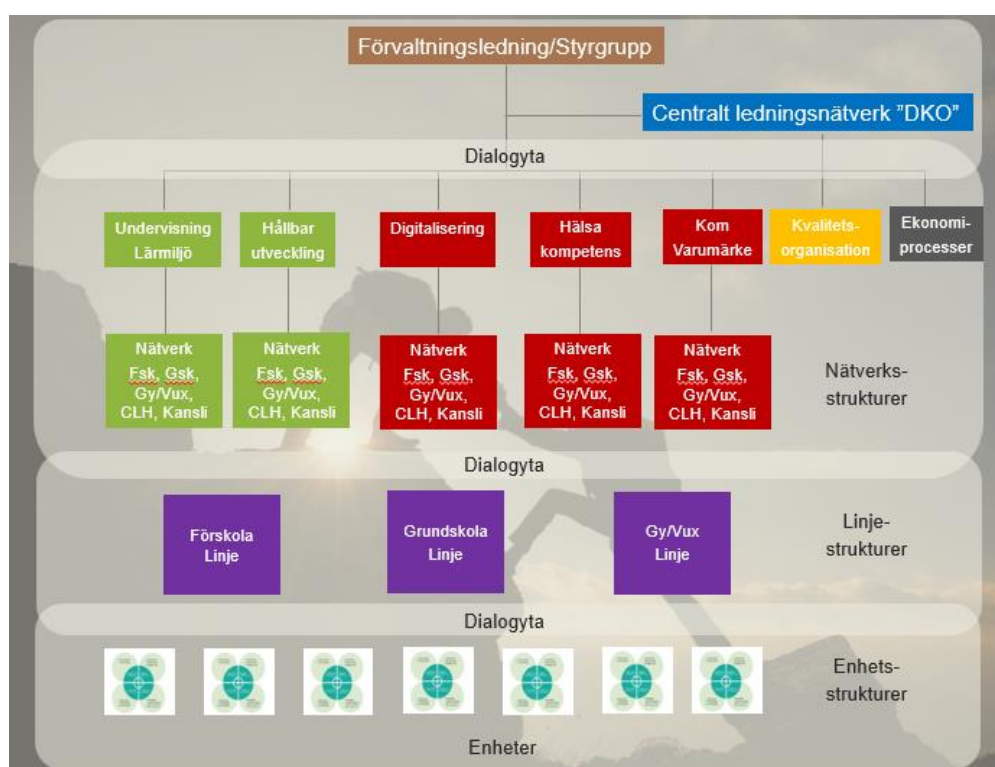 Förvaltningsledning/Styrgrupp
Centralt ledningsnätverk ”DKO”
Dialogyta
Undervisning
Lärmiljö
Hållbar
utveckling
Digitalisering
Hälsa
kompetens
Kom
Varumärke
Kvalitets-
organisation
Ekonomi-
processer
Nätverk
Fsk, Gsk,
Gy/Vux,
CLH, Kansli
Nätverk
Fsk, Gsk,
Gy/Vux,
CLH, Kansli
Nätverk
Fsk, Gsk,
Gy/Vux,
CLH, Kansli
Nätverk
Fsk, Gsk,
Gy/Vux,
CLH, Kansli
Nätverk
Fsk, Gsk,
Gy/Vux,
CLH, Kansli
Nätverks-
strukturer
Dialogyta
Förskola
Linje
Grundskola
Linje
Gy/Vux
Linje
Linje-
strukturer
Dialogyta
Enhets-
strukturer
Enheter